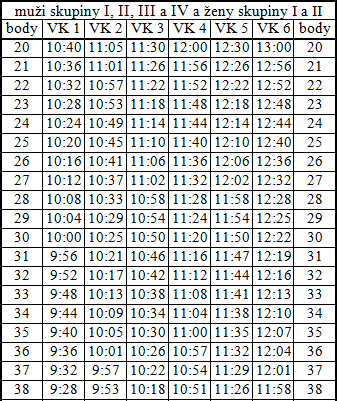 muži skupiny I, II, III a IV a ženy skupiny I a II
body VK 1 VK 2 VK 3 VK 4 VK 5 VK 6 body
20 10:40 11:05 11:30 12:00 12:30 13:00 20
21 10:36 11:01 11:26 11:56 12:26 12:56 21
22 10:32 10:57 11:22 11:52 12:22 12:52 22
23 10:28 10:53 11:18 11:48 12:18 12:48 23
24 10:24 10:49 11:14 11:44 12:14 12:44 24
25 10:20 10:45 11:10 11:40 12:10 12:40 25
26 10:16 10:41 11:06 11:36 12:06 12:36 26
27 10:12 10:37 11:02 11:32 12:02 12:32 27
28 10:08 10:33 10:58 11:28 11:58 12:28 28
29 10:04 10:29 10:54 11:24 11:54 12:25 29
30 10:00 10:25 10:50 11:20 11:50 12:22 30
31 9:56 10:21 10:46 11:16 11:47 12:19 31
32 9:52 10:17 10:42 11:12 11:44 12:16 32
33 9:48 10:13 10:38 11:08 11:41 12:13 33
34 9:44 10:09 10:34 11:04 11:38 12:10 34
35 9:40 10:05 10:30 11:00 11:35 12:07 35
36 9:36 10:01 10:26 10:57 11:32 12:04 36
37 9:32 9:57 10:22 10:54 11:29 12:01 37
38 9:28 9:53 10:18 10:51 11:26 11:58 38